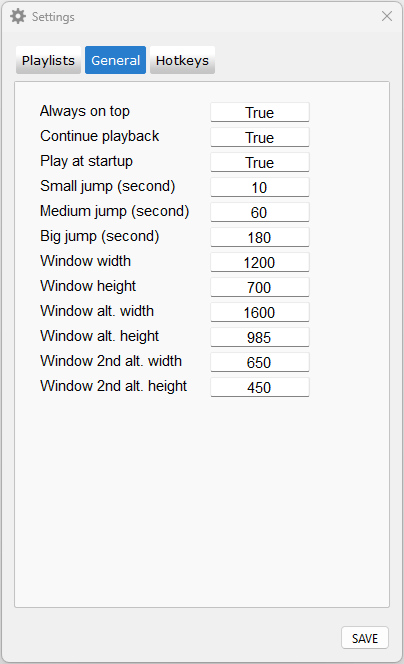 Settings
Playlists General Hotkeys
Always on top True
Continue playback True
Play at startup True
Small jump (second) 10
Medium jump (second) 60
Big jump (second) 180
Window width 1200
Window height 700
Window alt. width 1600
Window alt. height 985
Window 2nd alt. width 650
Window 2nd alt. height 450
SAVE